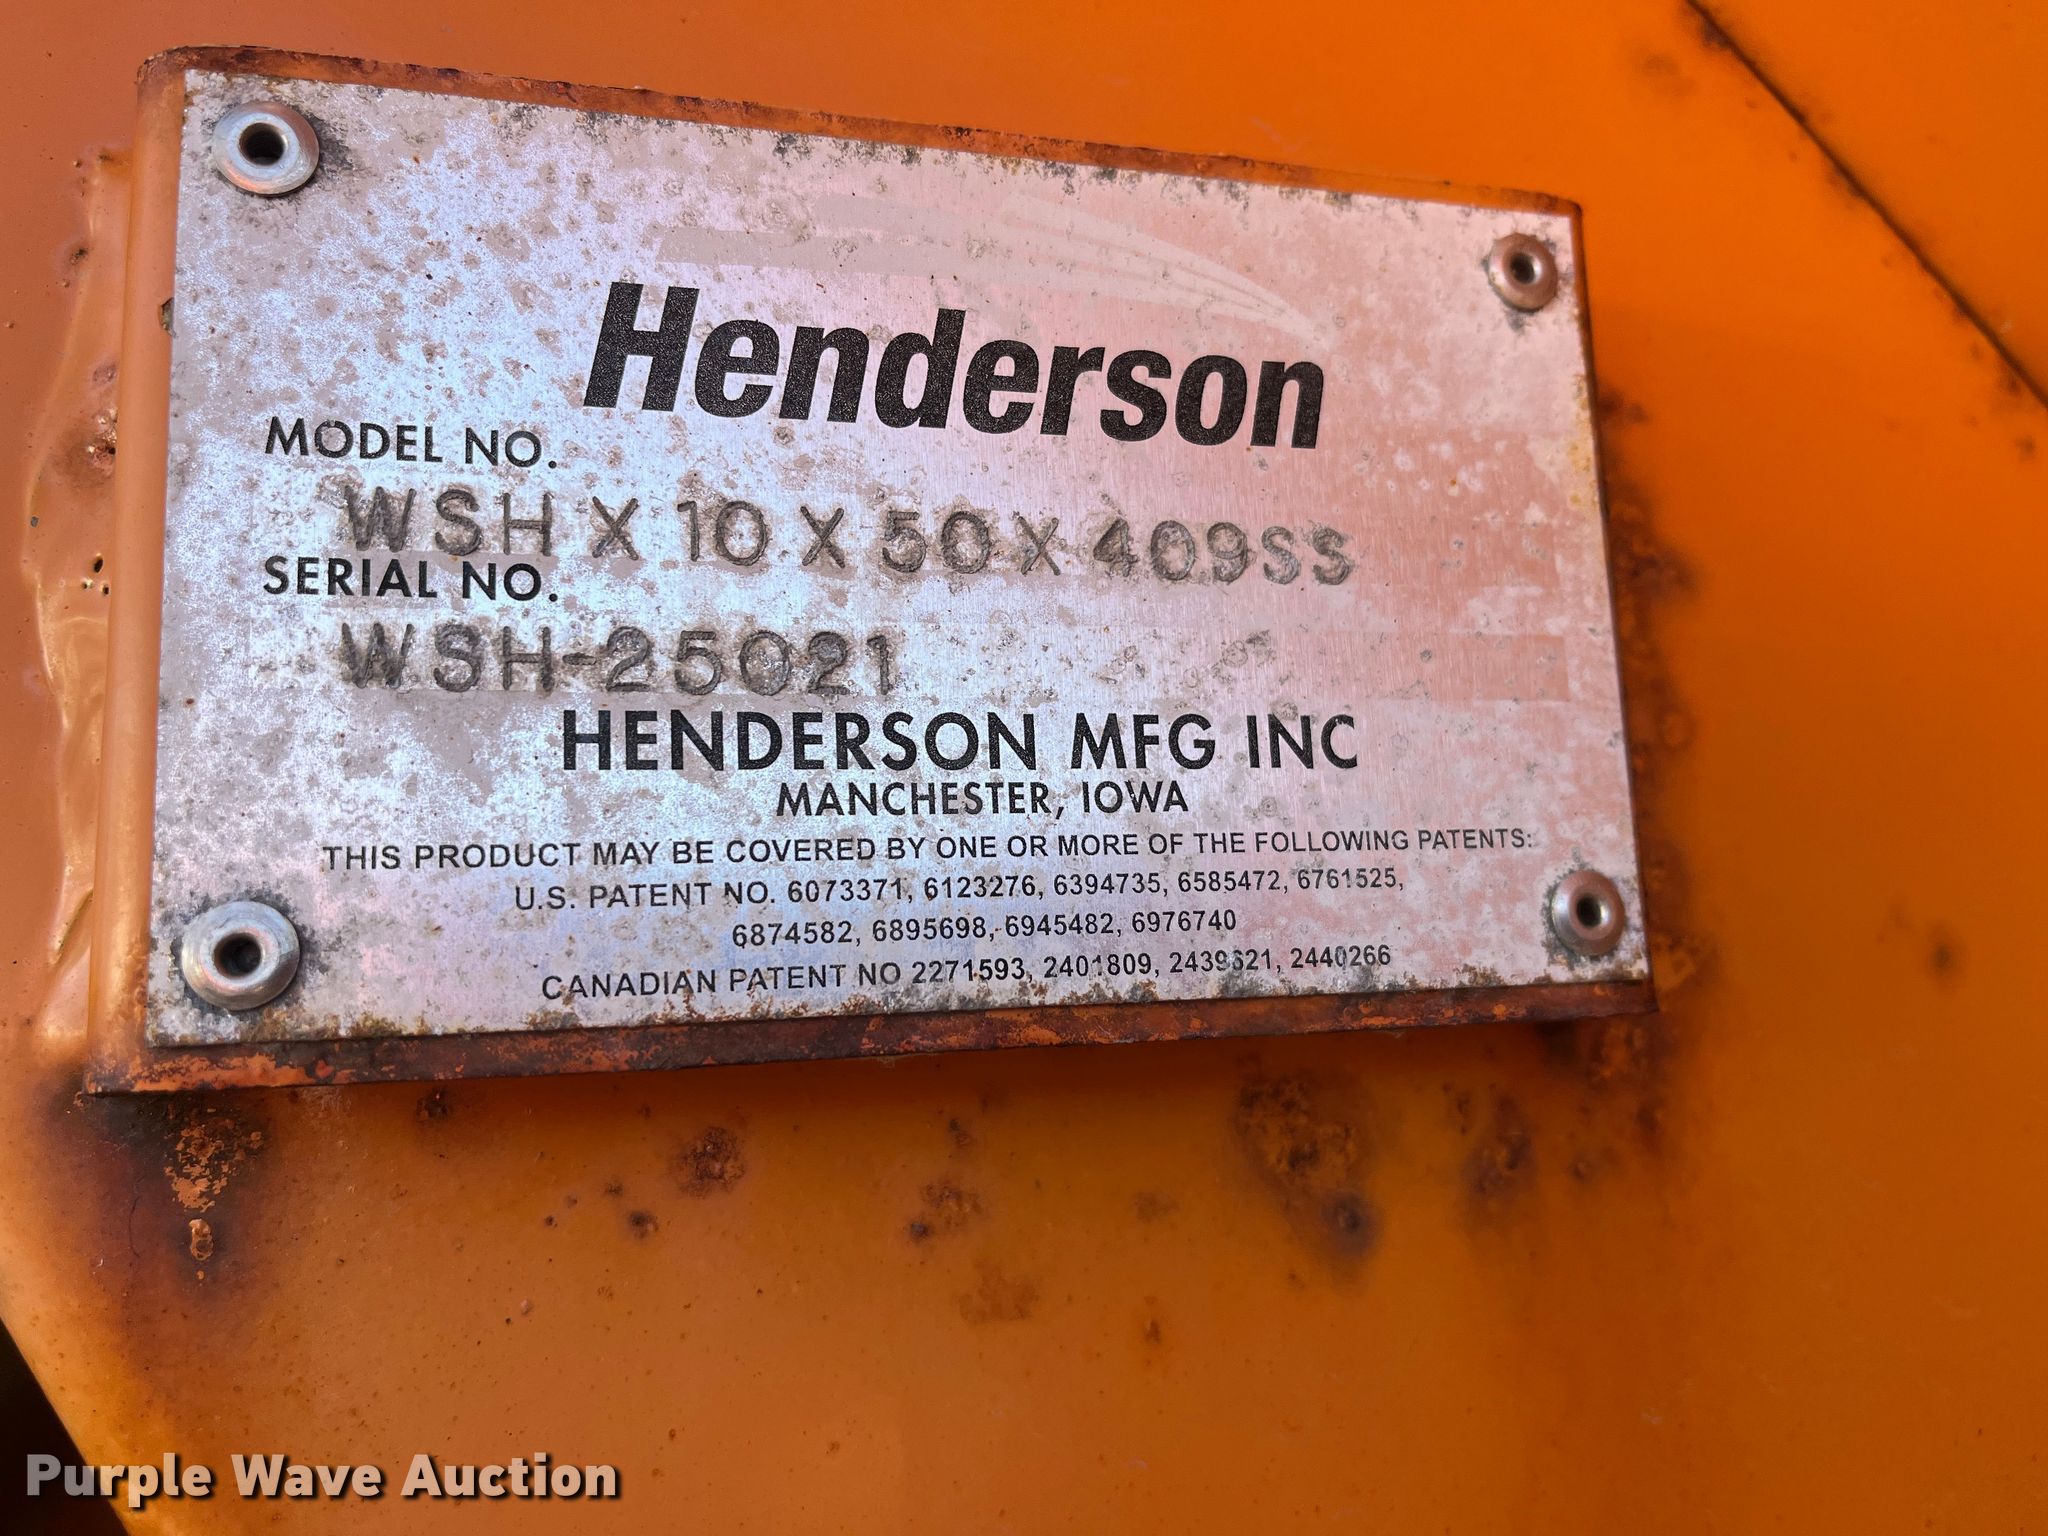 Henderson
MODEL NO.
WSH X 10 X 50 X 409SS
SERIAL NO.
WSH-25021
HENDERSON MFG INC
MANCHESTER, IOWA
THIS PRODUCT MAY BE COVERED BY ONE OR MORE OF THE FOLLOWING PATENTS:
U.S. PATENT NO. 6073371, 6123276, 6394735, 6585472, 6761525,
6874582, 6895698, 6945482, 6976740
CANADIAN PATENT NO 2271593, 2401809, 2439621, 2440266
Purple Wave Auction